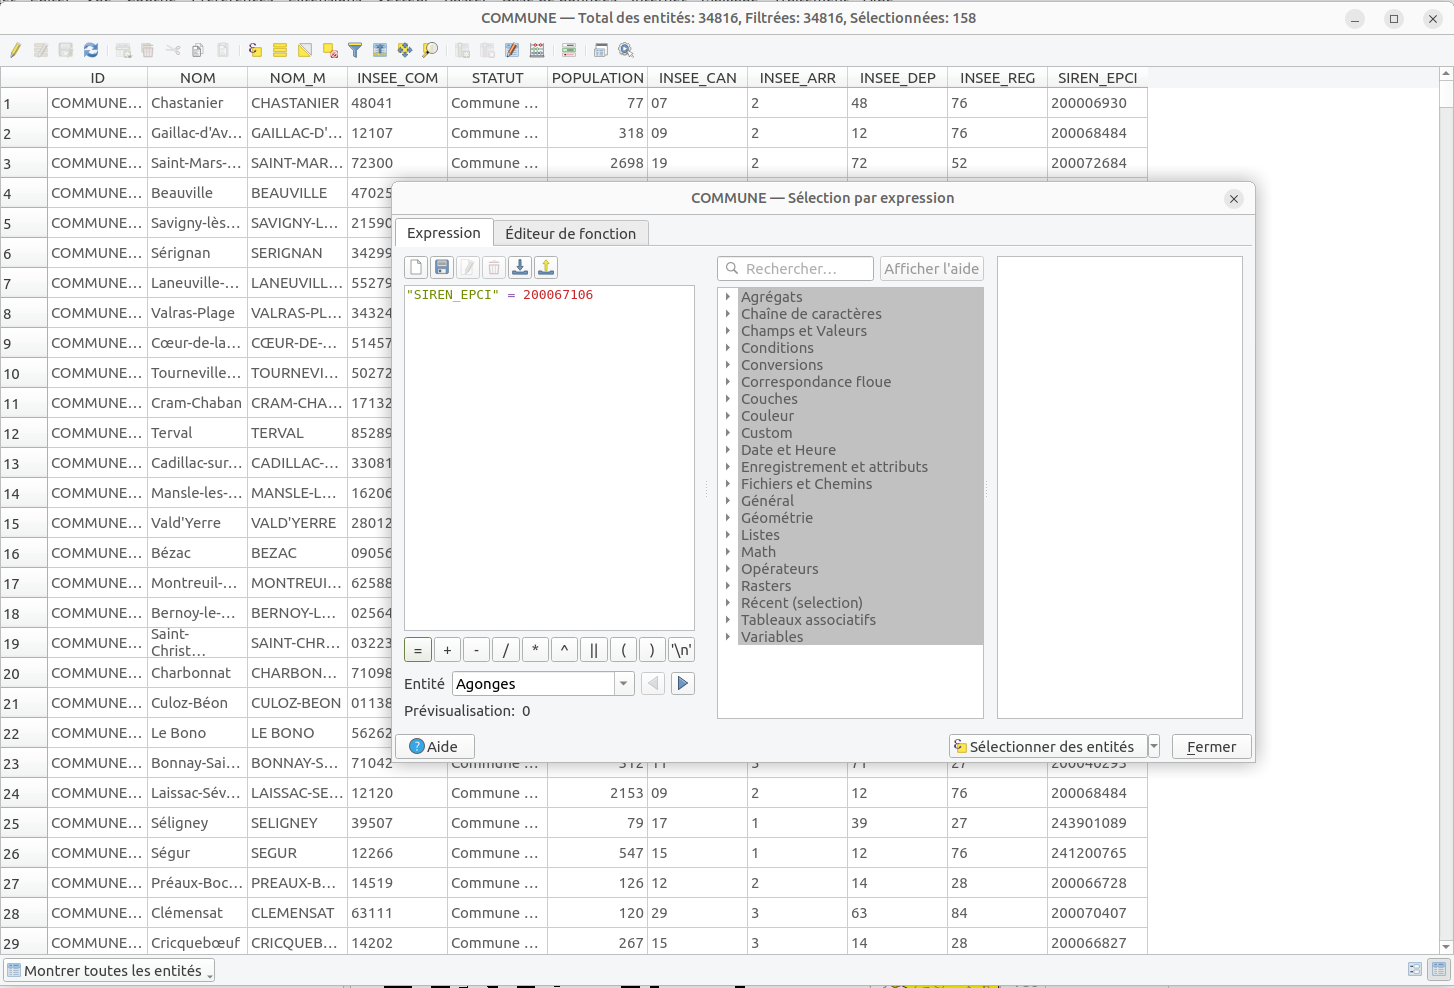 COMMUNE — Total des entités: 34816, Filtrées: 34816, Sélectionnées: 158
ID NOM NOM_M INSEE_COM STATUT POPULATION INSEE_CAN INSEE_ARR INSEE_DEP INSEE_REG SIREN_EPCI
1 COMMUNE... Chastanier CHASTANIER 48041 Commune ... 77 07 2 48 76 200006930
2 COMMUNE... Gaillac-d'Av... GAILLAC-D'... 12107 Commune ... 318 09 2 12 76 200068484
3 COMMUNE... Saint-Mars-... SAINT-MAR... 72300 Commune ... 2698 19 2 72 52 200072684
4 COMMUNE... Beauville BEAUVILLE 47025
5 COMMUNE... Savigny-lès... SAVIGNY-L... 21590
6 COMMUNE... Sérignan SERIGNAN 34299
7 COMMUNE... Laneuville-... LANEUVILL... 55279
8 COMMUNE... Valras-Plage VALRAS-PL... 34324
9 COMMUNE... Cœur-de-la... CŒUR-DE-... 51457
10 COMMUNE... Tourneville... TOURNEVI... 50272
11 COMMUNE... Cram-Chaban CRAM-CHA... 17132
12 COMMUNE... Terval TERVAL 85289
13 COMMUNE... Cadillac-sur... CADILLAC-... 33081
14 COMMUNE... Mansle-les-... MANSLE-L... 16206
15 COMMUNE... Vald'Yerre VALD'YERRE 28012
16 COMMUNE... Bézac BEZAC 09056
17 COMMUNE... Montreuil-... MONTREUI... 62588
18 COMMUNE... Bernoy-le-... BERNOY-L... 02564
19 COMMUNE... Saint-Christ... SAINT-CHR... 03223
20 COMMUNE... Charbonnat CHARBON... 71098
21 COMMUNE... Culoz-Béon CULOZ-BEON 01138
22 COMMUNE... Le Bono LE BONO 56262
23 COMMUNE... Bonnay-Sai... BONNAY-S... 71042 Commune ... 312 11 3 71 27 200040293
24 COMMUNE... Laissac-Sév... LAISSAC-SE... 12120 Commune ... 2153 09 2 12 76 200068484
25 COMMUNE... Séligney SELIGNEY 39507 Commune ... 79 17 1 39 27 243901089
26 COMMUNE... Ségur SEGUR 12266 Commune ... 547 15 1 12 76 241200765
27 COMMUNE... Préaux-Boc... PREAUX-B... 14519 Commune ... 126 12 2 14 28 200066728
28 COMMUNE... Clémensat CLEMENSAT 63111 Commune ... 120 29 3 63 84 200070407
29 COMMUNE... Cricquebœuf CRICQUEB... 14202 Commune ... 267 15 3 14 28 200066827
Montrer toutes les entités
COMMUNE — Sélection par expression
Expression Éditeur de fonction
"SIREN_EPCI" = 200067106
= + - / * ^ || ( ) '\n'
Entité Agonges
Prévisualisation: 0
Rechercher... Afficher l'aide
Agrégats
Chaîne de caractères
Champs et Valeurs
Conditions
Conversions
Correspondance floue
Couches
Couleur
Custom
Date et Heure
Enregistrement et attributs
Fichiers et Chemins
Général
Géométrie
Listes
Math
Opérateurs
Rasters
Récent (selection)
Tableaux associatifs
Variables
Aide Sélectionner des entités Fermer